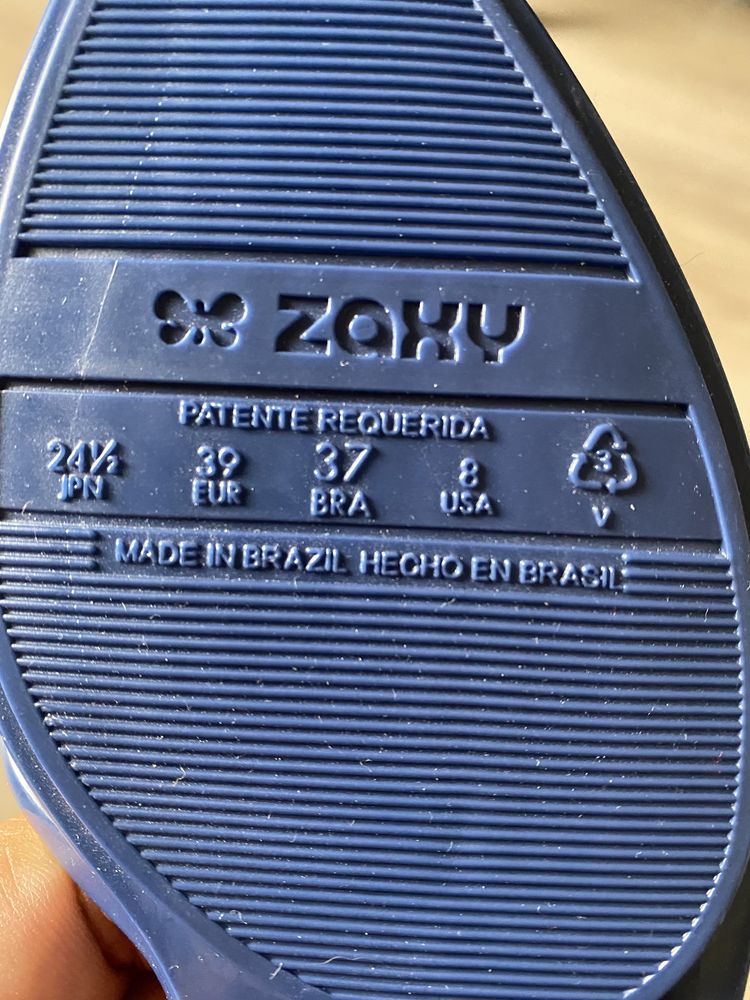 zaxy
PATENTE REQUERIDA
24½ 39 37 8 3
JPN EUR BRA USA V
MADE IN BRAZIL HECHO EN BRASIL